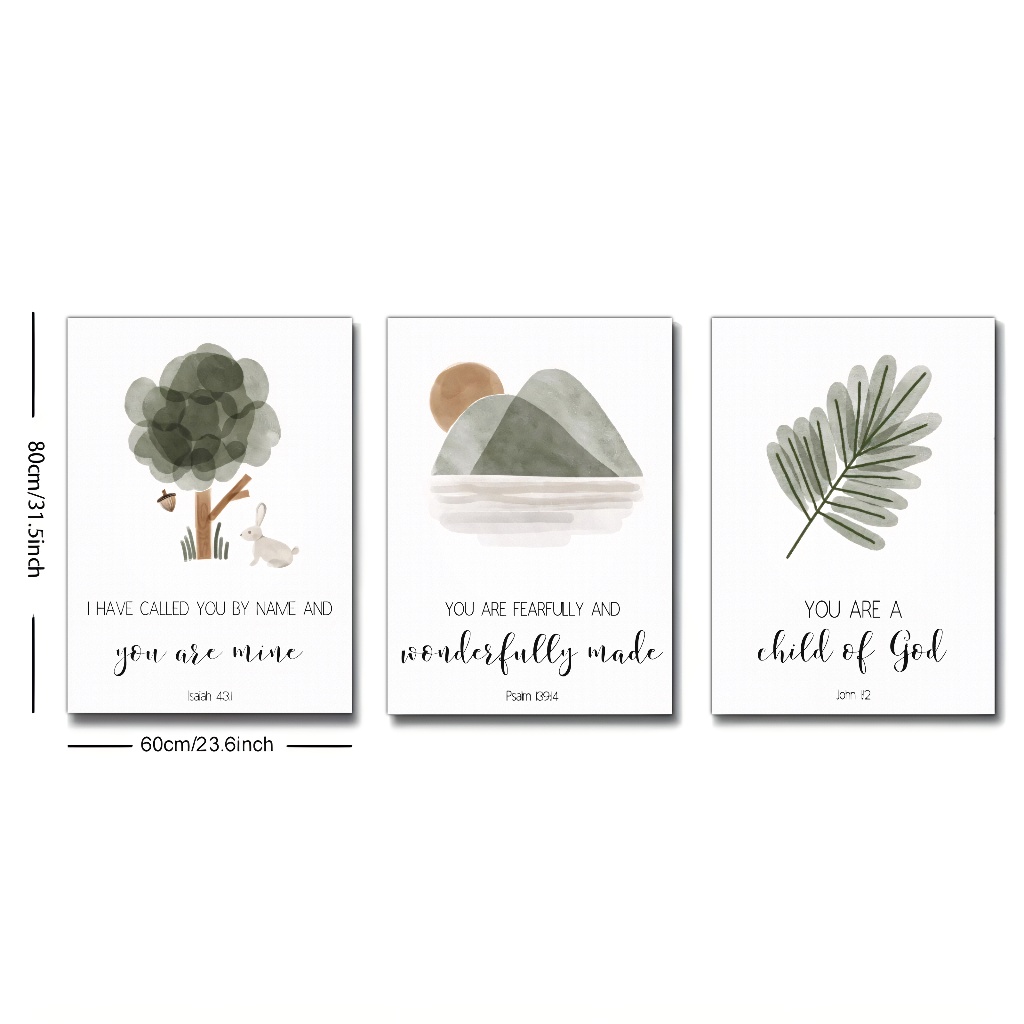 80cm/31.5inch
I HAVE CALLED YOU BY NAME AND
you are mine
Isaiah 43:1
60cm/23.6inch
YOU ARE FEARFULLY AND
wonderfully made
Psalm 139:14
YOU ARE A
child of God
John 1:12